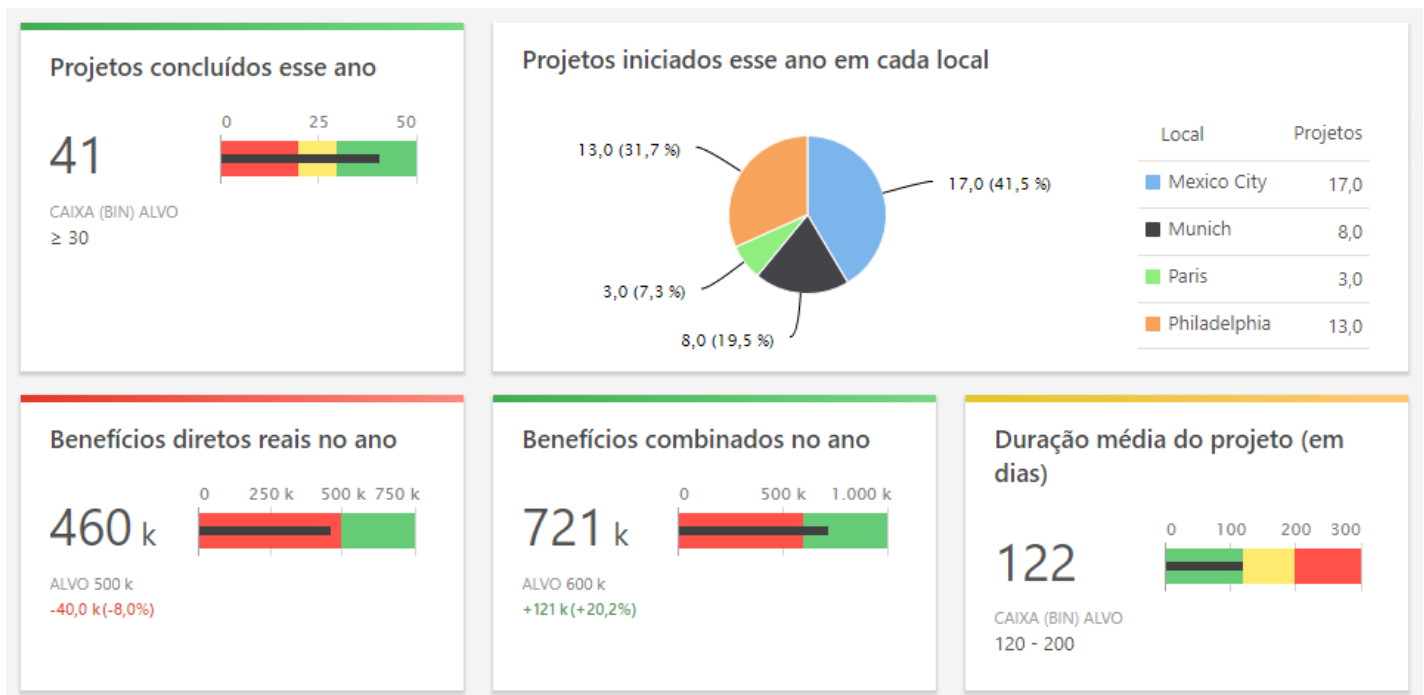 Projetos concluídos esse ano
0 25 50
41
CAIXA (BIN) ALVO
≥ 30
Projetos iniciados esse ano em cada local
13,0 (31,7 %)
17,0 (41,5 %)
3,0 (7,3 %)
8,0 (19,5 %)
Local Projetos
Mexico City 17,0
Munich 8,0
Paris 3,0
Philadelphia 13,0
Benefícios diretos reais no ano
0 250 k 500 k 750 k
460 k
ALVO 500 k
-40,0 k (-8,0%)
Benefícios combinados no ano
0 500 k 1.000 k
721 k
ALVO 600 k
+121 k (+20,2%)
Duração média do projeto (em
dias)
0 100 200 300
122
CAIXA (BIN) ALVO
120 - 200